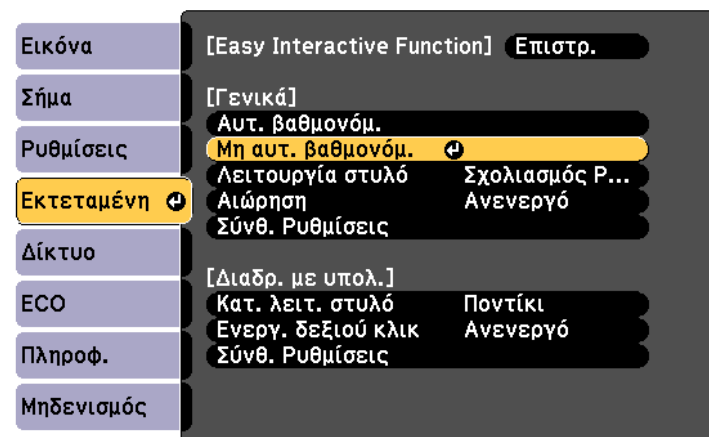 Εικόνα
Σήμα
Ρυθμίσεις
Εκτεταμένη
Δίκτυο
ECO
Πληροφ.
Μηδενισμός
[Easy Interactive Function] Επιστρ.
[Γενικά]
Αυτ. βαθμονόμ.
Μη αυτ. βαθμονόμ.
Λειτουργία στυλό Σχολιασμός Ρ...
Αιώρηση Ανενεργό
Σύνθ. Ρυθμίσεις
[Διαδρ. με υπολ.]
Κατ. λειτ. στυλό Ποντίκι
Ενεργ. δεξιού κλικ Ανενεργό
Σύνθ. Ρυθμίσεις